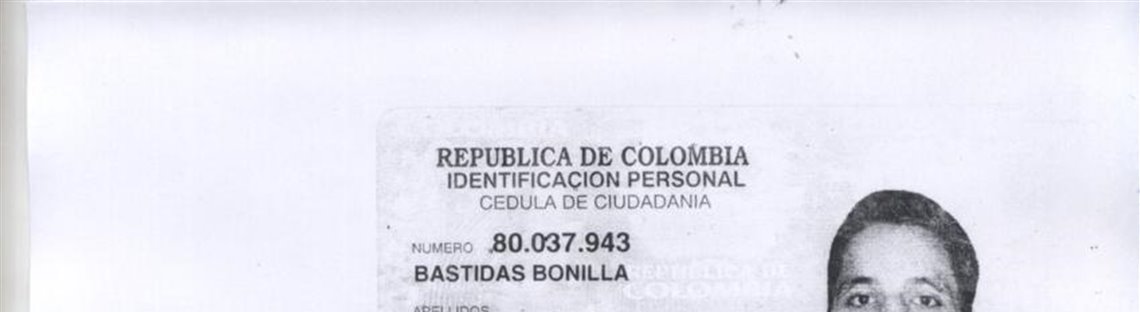 REPUBLICA DE COLOMBIA
IDENTIFICACION PERSONAL
CEDULA DE CIUDADANIA
NUMERO 80.037.943
BASTIDAS BONILLA
REPUBLICA DE
COLOMBIA
APELLIDOS